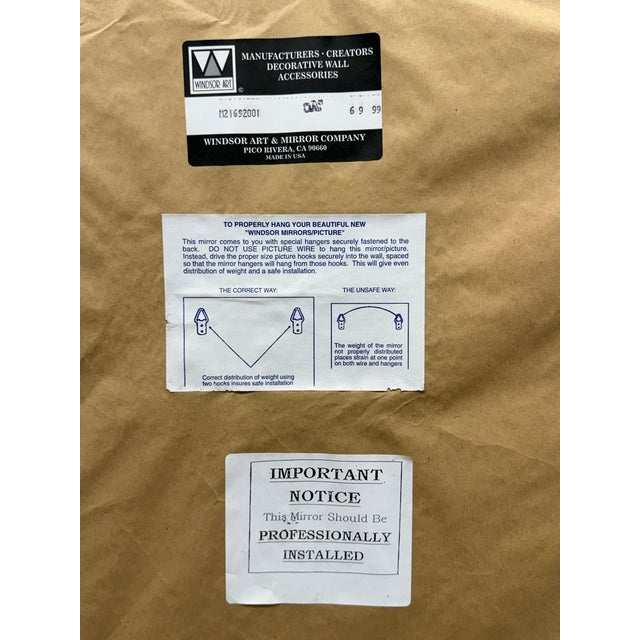 MANUFACTURERS · CREATORS
DECORATIVE WALL
ACCESSORIES
WINDSOR ART
©
M21692001
6 9 99
WINDSOR ART & MIRROR COMPANY
PICO RIVERA, CA 90660
MADE IN USA
TO PROPERLY HANG YOUR BEAUTIFUL NEW
"WINDSOR MIRRORS/PICTURE"
This mirror comes to you with special hangers securely fastened to the
back. DO NOT USE PICTURE WIRE to hang this mirror/picture.
Instead, drive the proper size picture hooks securely into the wall, spaced
so that the mirror hangers will hang from those hooks. This will give even
distribution of weight and a safe installation.
THE CORRECT WAY:
Correct distribution of weight using
two hooks insures safe installation
THE UNSAFE WAY:
The weight of the mirror
not properly distributed
places strain at one point
on both wire and hangers
IMPORTANT
NOTICE
This Mirror Should Be
PROFESSIONALLY
INSTALLED